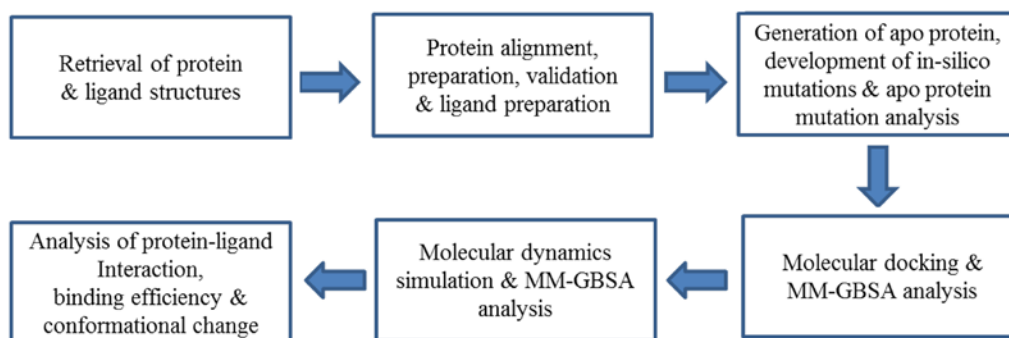 Retrieval of protein
& ligand structures
Protein alignment,
preparation, validation
& ligand preparation
Generation of apo protein,
development of in-silico
mutations & apo protein
mutation analysis
Molecular docking &
MM-GBSA analysis
Molecular dynamics
simulation & MM-GBSA
analysis
Analysis of protein-ligand
Interaction,
binding efficiency &
conformational change